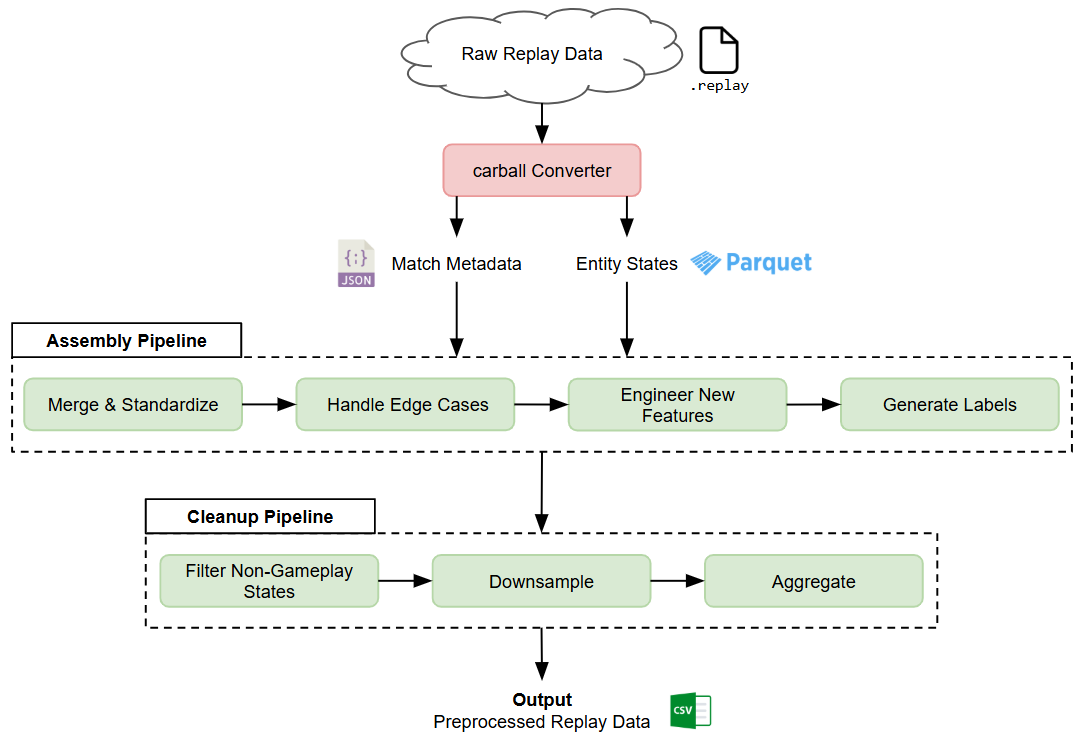 Raw Replay Data
.replay
carball Converter
{;}
JSON
Match Metadata
Entity States
Parquet
Assembly Pipeline
Merge & Standardize
Handle Edge Cases
Engineer New
Features
Generate Labels
Cleanup Pipeline
Filter Non-Gameplay
States
Downsample
Aggregate
Output
Preprocessed Replay Data
CSV